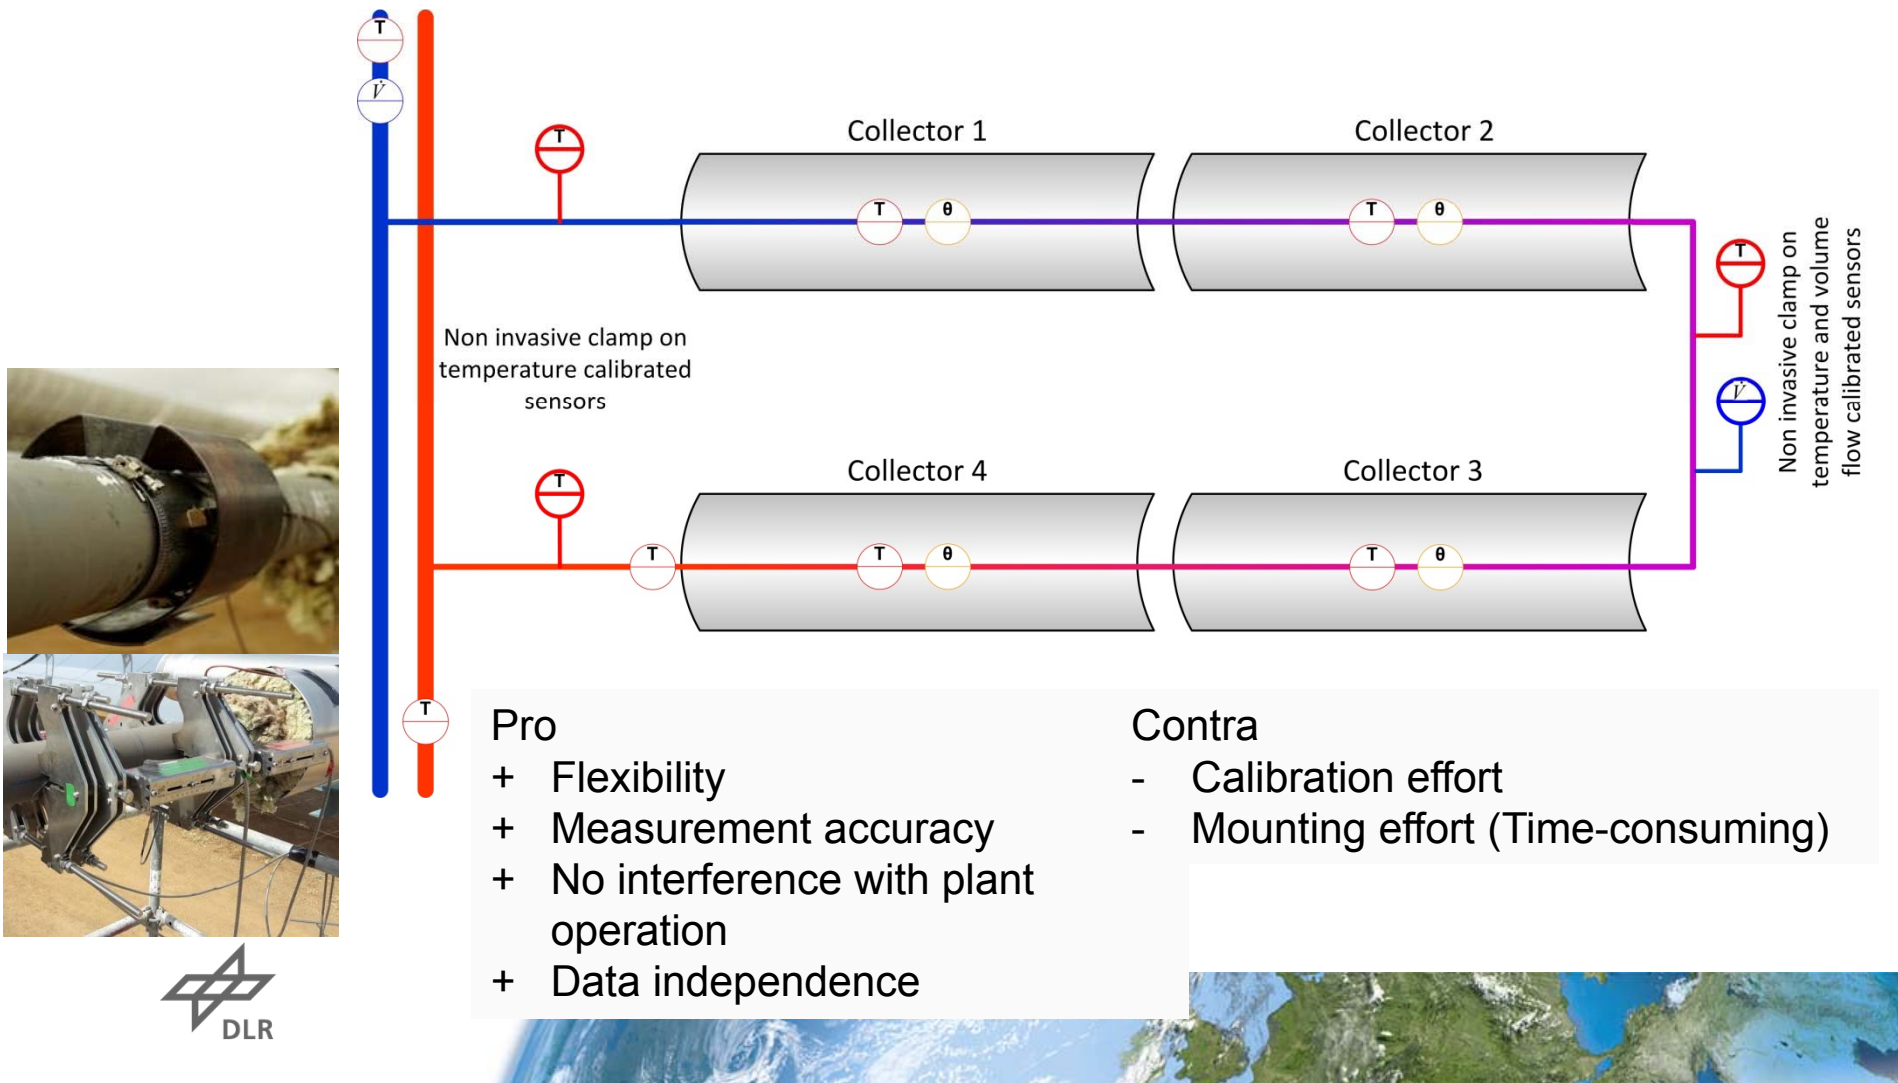 T
V̇
T
Collector 1
Collector 2
T
θ
T
θ
T
V̇
Non invasive clamp on
temperature and volume
flow calibrated sensors
Non invasive clamp on
temperature calibrated
sensors
T
Collector 4
Collector 3
T
T
θ
T
θ
T
Pro
+ Flexibility
+ Measurement accuracy
+ No interference with plant
operation
+ Data independence
Contra
- Calibration effort
- Mounting effort (Time-consuming)
DLR